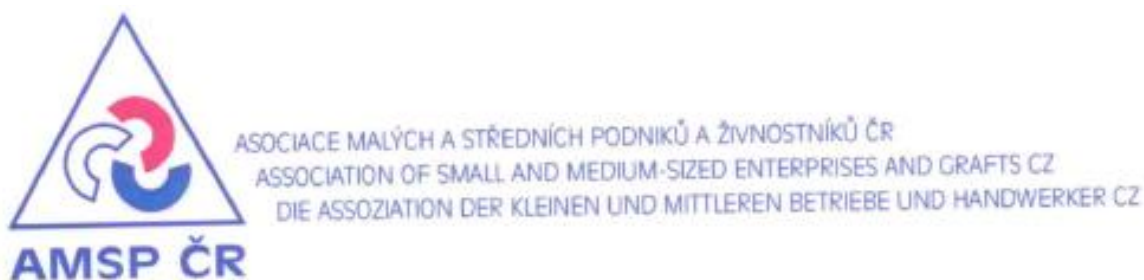 ASOCIACE MALÝCH A STŘEDNÍCH PODNIKŮ A ŽIVNOSTNÍKŮ ČR
ASSOCIATION OF SMALL AND MEDIUM-SIZED ENTERPRISES AND GRAFTS CZ
DIE ASSOZIATION DER KLEINEN UND MITTLEREN BETRIEBE UND HANDWERKER CZ
AMSP ČR